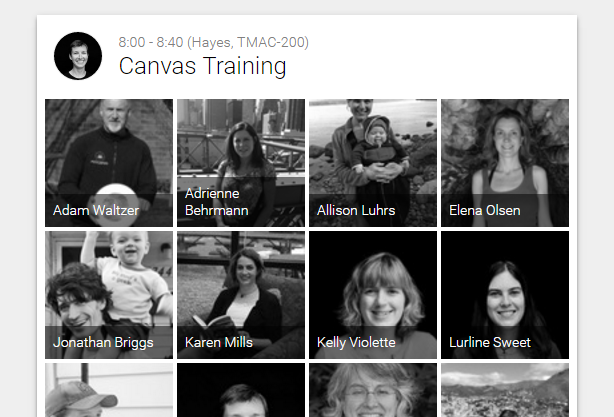 8:00 - 8:40 (Hayes, TMAC-200)
Canvas Training
Adam Waltzer
Adrienne
Behrmann
Allison Luhrs
Elena Olsen
Jonathan Briggs
Karen Mills
Kelly Violette
Lurline Sweet